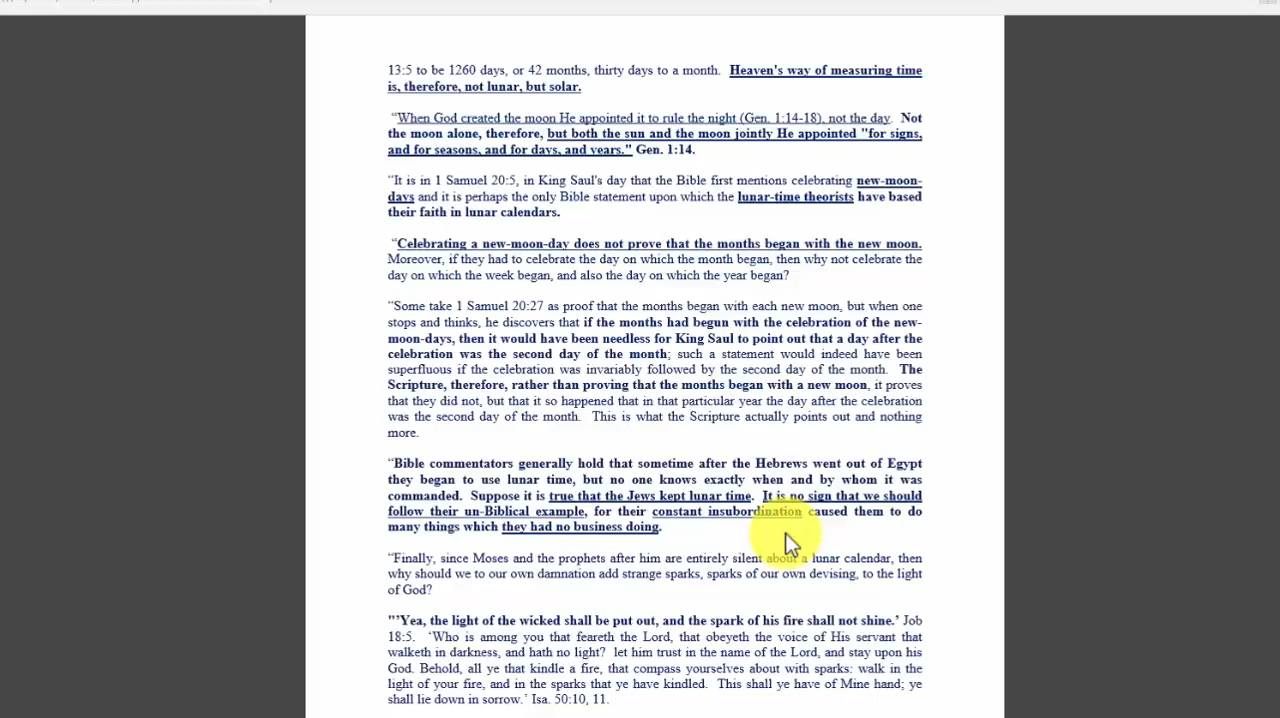 13:5 to be 1260 days, or 42 months, thirty days to a month. Heaven's way of measuring time
is, therefore, not lunar, but solar.
“When God created the moon He appointed it to rule the night (Gen. 1:14-18), not the day. Not
the moon alone, therefore, but both the sun and the moon jointly He appointed "for signs,
and for seasons, and for days, and years." Gen. 1:14.
“It is in 1 Samuel 20:5, in King Saul's day that the Bible first mentions celebrating new-moon-
days and it is perhaps the only Bible statement upon which the lunar-time theorists have based
their faith in lunar calendars.
“Celebrating a new-moon-day does not prove that the months began with the new moon.
Moreover, if they had to celebrate the day on which the month began, then why not celebrate the
day on which the week began, and also the day on which the year began?
“Some take 1 Samuel 20:27 as proof that the months began with each new moon, but when one
stops and thinks, he discovers that if the months had begun with the celebration of the new-
moon-days, then it would have been needless for King Saul to point out that a day after the
celebration was the second day of the month; such a statement would indeed have been
superfluous if the celebration was invariably followed by the second day of the month. The
Scripture, therefore, rather than proving that the months began with a new moon, it proves
that they did not, but that it so happened that in that particular year the day after the celebration
was the second day of the month. This is what the Scripture actually points out and nothing
more.
“Bible commentators generally hold that sometime after the Hebrews went out of Egypt
they began to use lunar time, but no one knows exactly when and by whom it was
commanded. Suppose it is true that the Jews kept lunar time. It is no sign that we should
follow their un-Biblical example, for their constant insubordination caused them to do
many things which they had no business doing.
“Finally, since Moses and the prophets after him are entirely silent about a lunar calendar, then
why should we to our own damnation add strange sparks, sparks of our own devising, to the light
of God?
"’Yea, the light of the wicked shall be put out, and the spark of his fire shall not shine.’ Job
18:5. ‘Who is among you that feareth the Lord, that obeyeth the voice of His servant that
walketh in darkness, and hath no light? let him trust in the name of the Lord, and stay upon his
God. Behold, all ye that kindle a fire, that compass yourselves about with sparks: walk in the
light of your fire, and in the sparks that ye have kindled. This shall ye have of Mine hand; ye
shall lie down in sorrow.’ Isa. 50:10, 11.